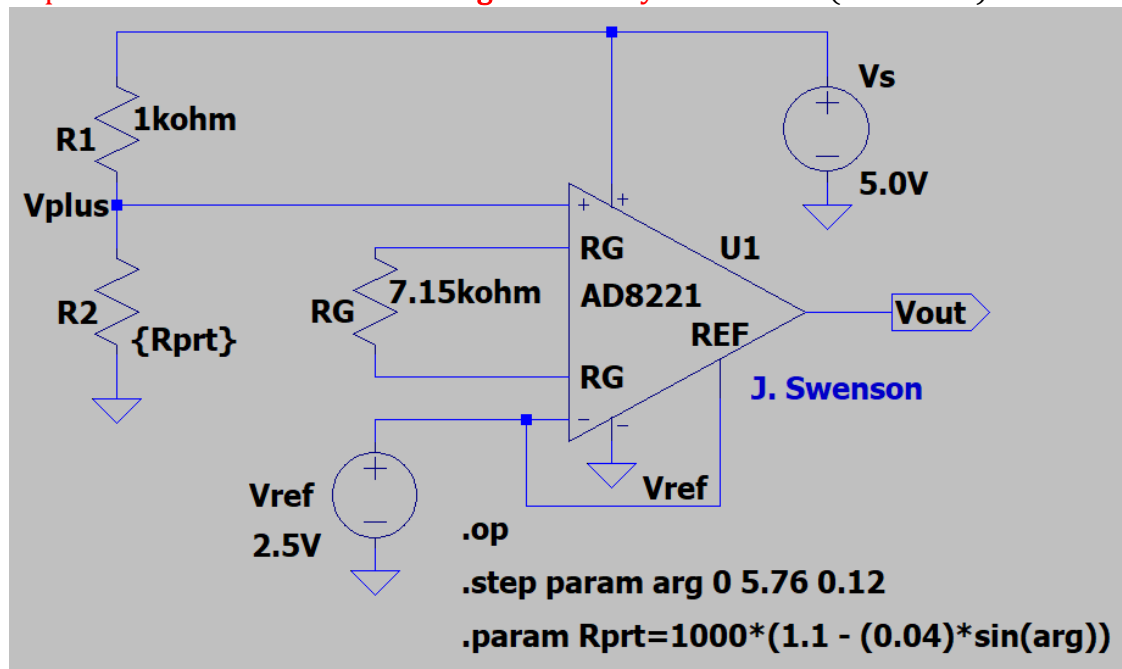 Vs
1kohm
R1
5.0V
Vplus
+
+
RG
U1
7.15kohm
AD8221
R2
RG
Vout
{Rprt}
REF
RG
J. Swenson
−
−
Vref
Vref
2.5V
.op
.step param arg 0 5.76 0.12
.param Rprt=1000*(1.1 - (0.04)*sin(arg))